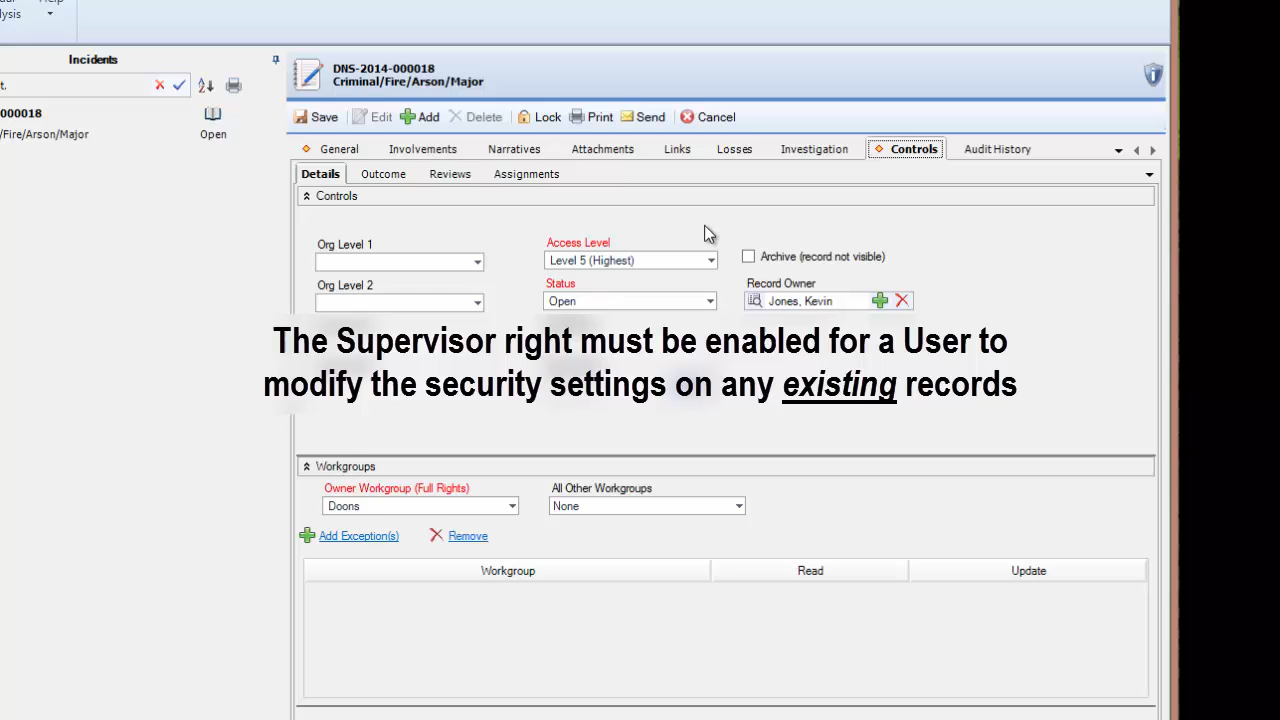 Help
lysis
Incidents
DNS-2014-000018
Criminal/Fire/Arson/Major
t.
000018
/Fire/Arson/Major
Open
Save Edit Add Delete Lock Print Send Cancel
General Involvements Narratives Attachments Links Losses Investigation Controls Audit History
Details Outcome Reviews Assignments
Controls
Org Level 1
Access Level
Level 5 (Highest)
Archive (record not visible)
Org Level 2
Status
Open
Record Owner
Jones, Kevin
The Supervisor right must be enabled for a User to
modify the security settings on any existing records
Workgroups
Owner Workgroup (Full Rights) All Other Workgroups
Doons None
Add Exception(s) Remove
Workgroup Read Update